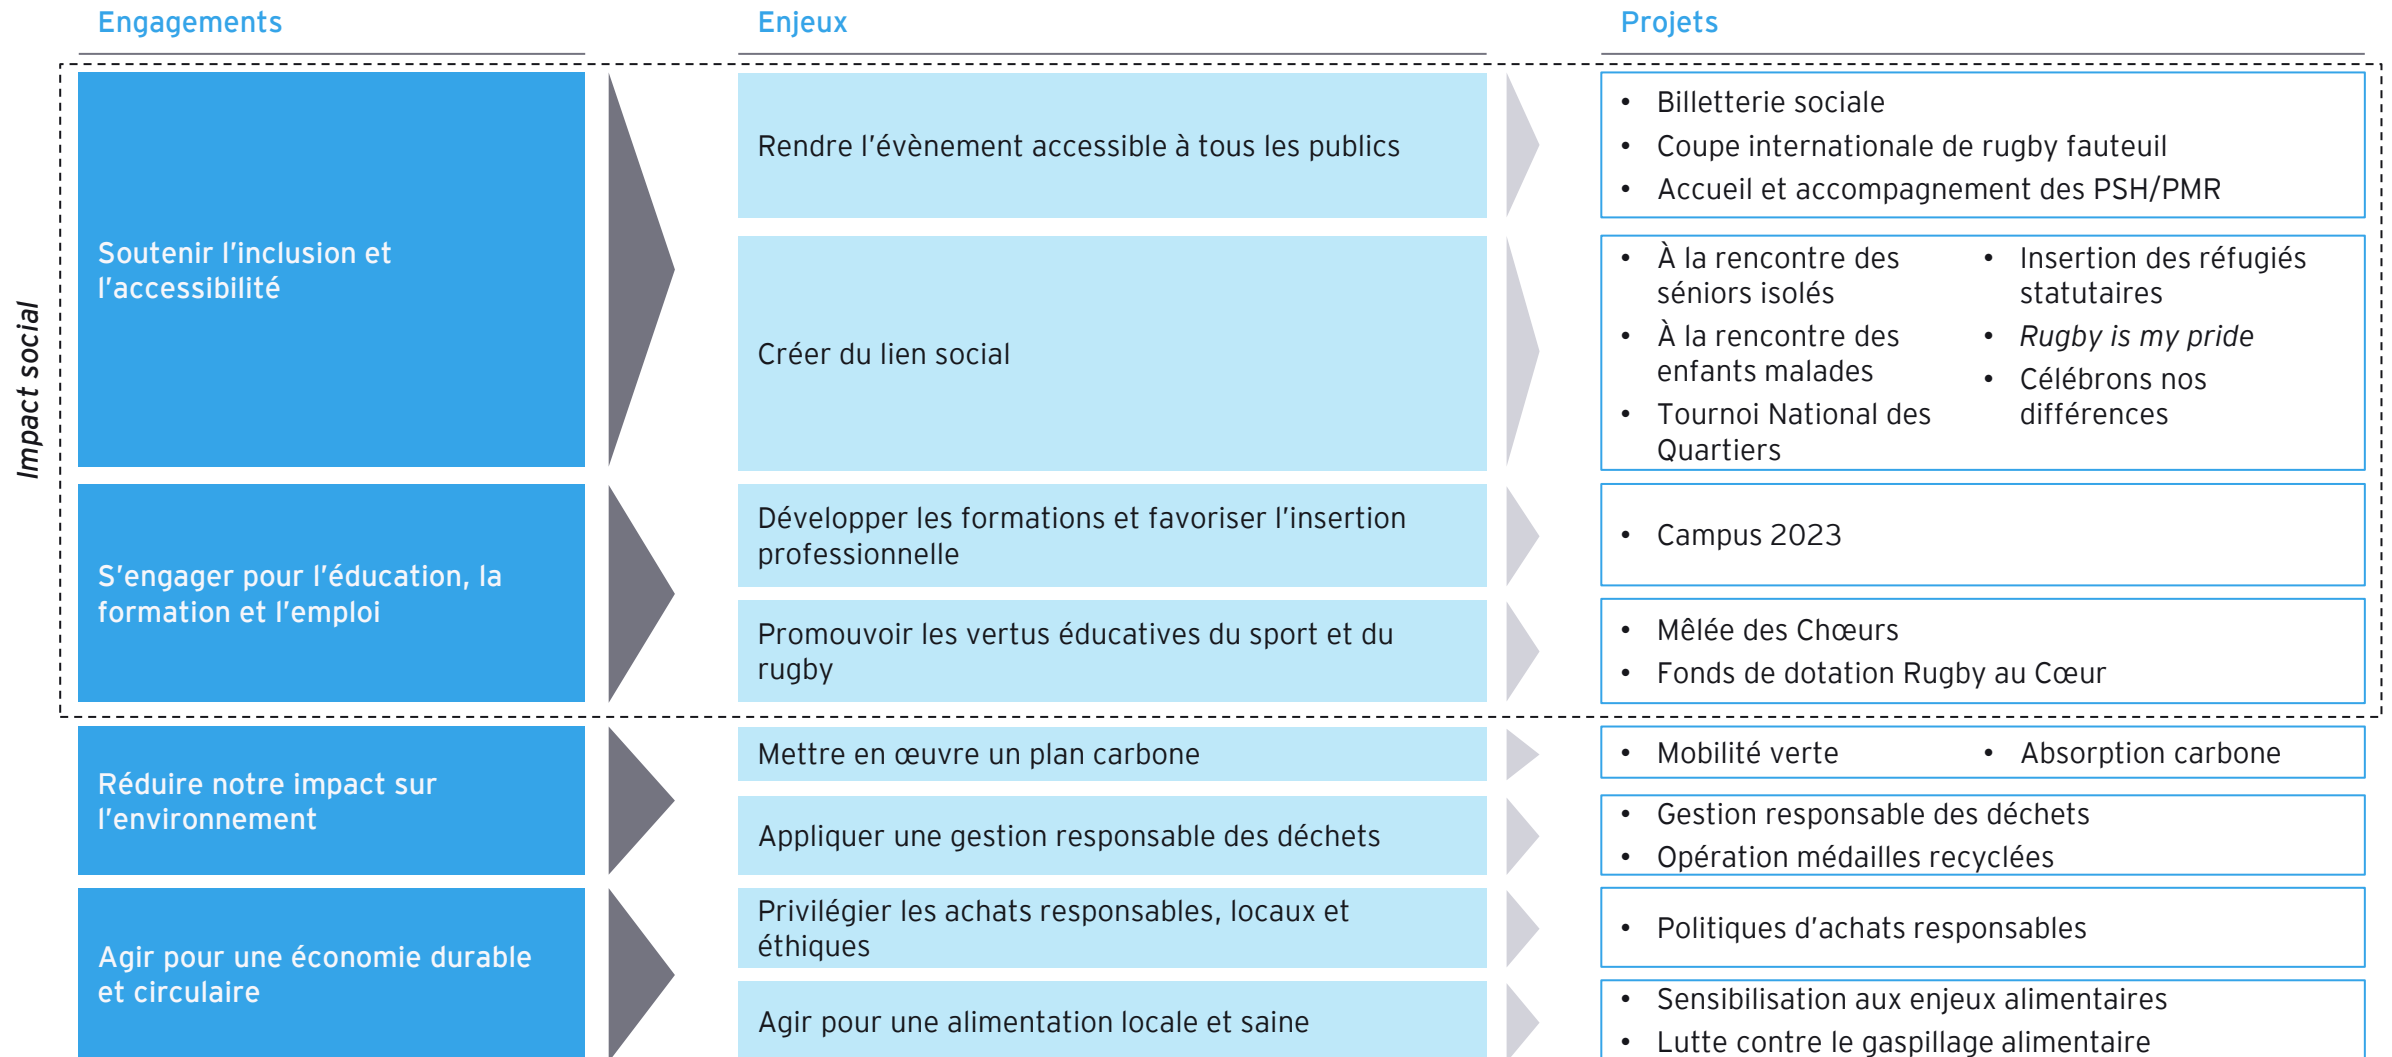 Engagements
Enjeux
Projets
Impact social
Soutenir l'inclusion et
l'accessibilité
Rendre l'évènement accessible à tous les publics
• Billetterie sociale
• Coupe internationale de rugby fauteuil
• Accueil et accompagnement des PSH/PMR
Créer du lien social
• À la rencontre des
séniors isolés
• À la rencontre des
enfants malades
• Tournoi National des
Quartiers
• Insertion des réfugiés
statutaires
• Rugby is my pride
• Célébrons nos
différences
S'engager pour l'éducation, la
formation et l'emploi
Développer les formations et favoriser l'insertion
professionnelle
• Campus 2023
Promouvoir les vertus éducatives du sport et du
rugby
• Mêlée des Chœurs
• Fonds de dotation Rugby au Cœur
Réduire notre impact sur
l'environnement
Mettre en œuvre un plan carbone
• Mobilité verte
• Absorption carbone
Appliquer une gestion responsable des déchets
• Gestion responsable des déchets
• Opération médailles recyclées
Agir pour une économie durable
et circulaire
Privilégier les achats responsables, locaux et
éthiques
• Politiques d'achats responsables
Agir pour une alimentation locale et saine
• Sensibilisation aux enjeux alimentaires
• Lutte contre le gaspillage alimentaire